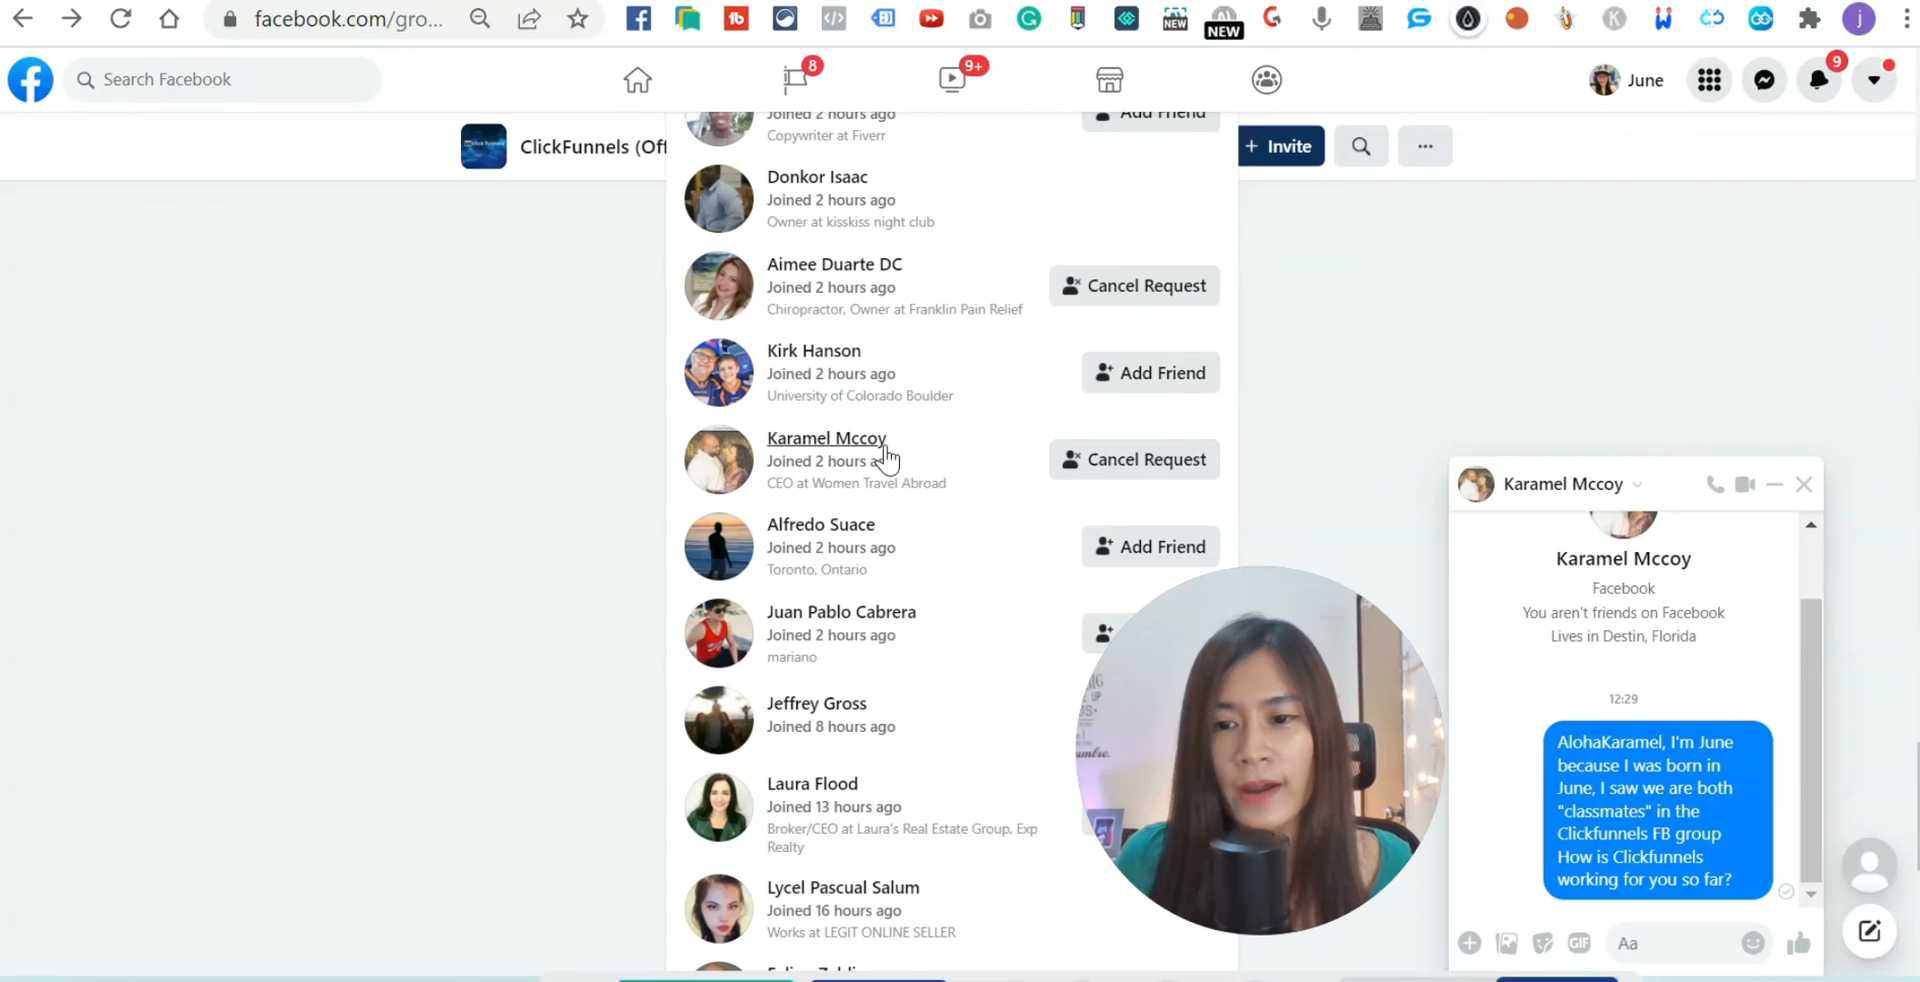 facebook.com/gro...
NEW
NEW
j
Search Facebook
8
9+
June
9
Joined 2 hours ago
Copywriter at Fiverr
Add Friend
ClickFunnels (Off
+ Invite
Donkor Isaac
Joined 2 hours ago
Owner at kisskiss night club
Aimee Duarte DC
Joined 2 hours ago
Chiropractor, Owner at Franklin Pain Relief
Cancel Request
Kirk Hanson
Joined 2 hours ago
University of Colorado Boulder
Add Friend
Karamel Mccoy
Joined 2 hours a
CEO at Women Travel Abroad
Cancel Request
Alfredo Suace
Joined 2 hours ago
Toronto, Ontario
Add Friend
Juan Pablo Cabrera
Joined 2 hours ago
mariano
Jeffrey Gross
Joined 8 hours ago
Laura Flood
Joined 13 hours ago
Broker/CEO at Laura's Real Estate Group, Exp
Realty
Lycel Pascual Salum
Joined 16 hours ago
Works at LEGIT ONLINE SELLER
Karamel Mccoy
Karamel Mccoy
Facebook
You aren't friends on Facebook
Lives in Destin, Florida
12:29
AlohaKaramel, I'm June
because I was born in
June, I saw we are both
"classmates" in the
Clickfunnels FB group
How is Clickfunnels
working for you so far?
GIF
Aa